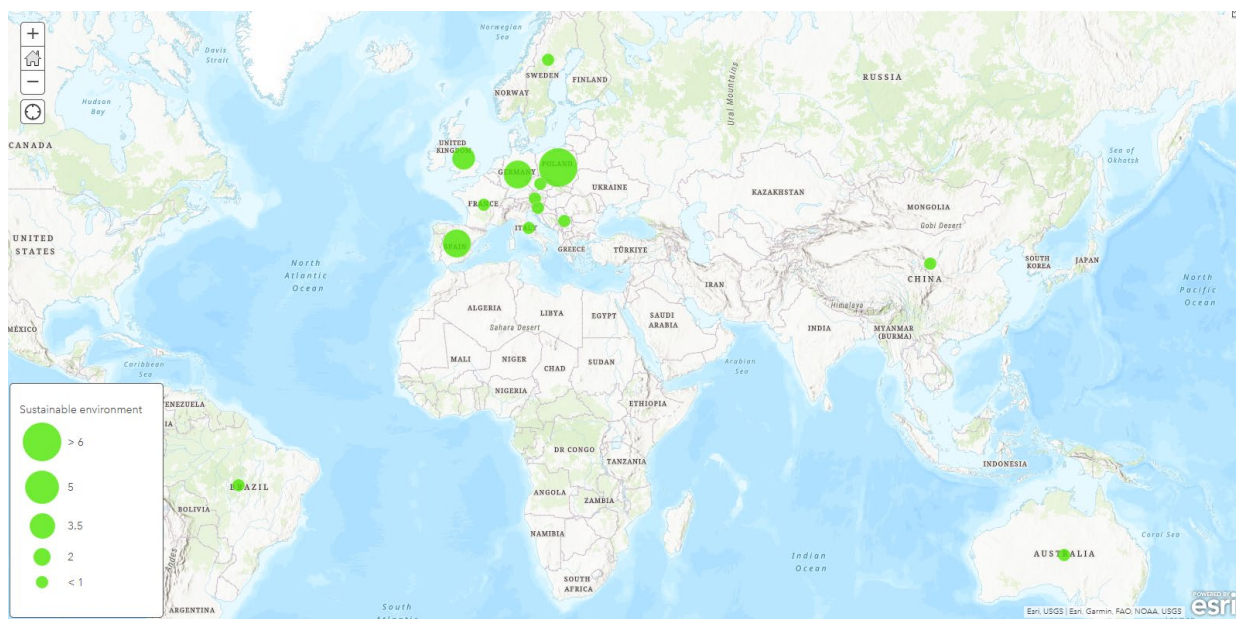 +
−
Davis
Strait
Norwegian
Sea
Hudson
Bay
CANADA
SWEDEN
FINLAND
NORWAY
Ural Mountains
RUSSIA
Sea of
Okhotsk
UNITED
KINGDOM
POLAND
GERMANY
UKRAINE
KAZAKHSTAN
MONGOLIA
Gobi Desert
FRANCE
ITALY
SPAIN
GREECE
TÜRKIYE
UNITED
STATES
North
Atlantic
Ocean
CHINA
SOUTH
KOREA
JAPAN
North
Pacific
Ocean
IRAN
Himalaya
ALGERIA
LIBYA
EGYPT
SAUDI
ARABIA
Sahara Desert
INDIA
MYANMAR
(BURMA)
MÉXICO
MALI
NIGER
CHAD
SUDAN
Arabian
Sea
Caribbean
Sea
NIGERIA
ETHIOPIA
VENEZUELA
IA
DR CONGO
TANZANIA
INDONESIA
BRAZIL
BOLIVIA
ANGOLA
ZAMBIA
NAMIBIA
Indian
Ocean
AUSTRALIA
Coral Sea
Andes
SOUTH
AFRICA
ARGENTINA
South
Atlantic
Sustainable environment
> 6
5
3.5
2
< 1
Esri, USGS | Esri, Garmin, FAO, NOAA, USGS
POWERED BY
esri